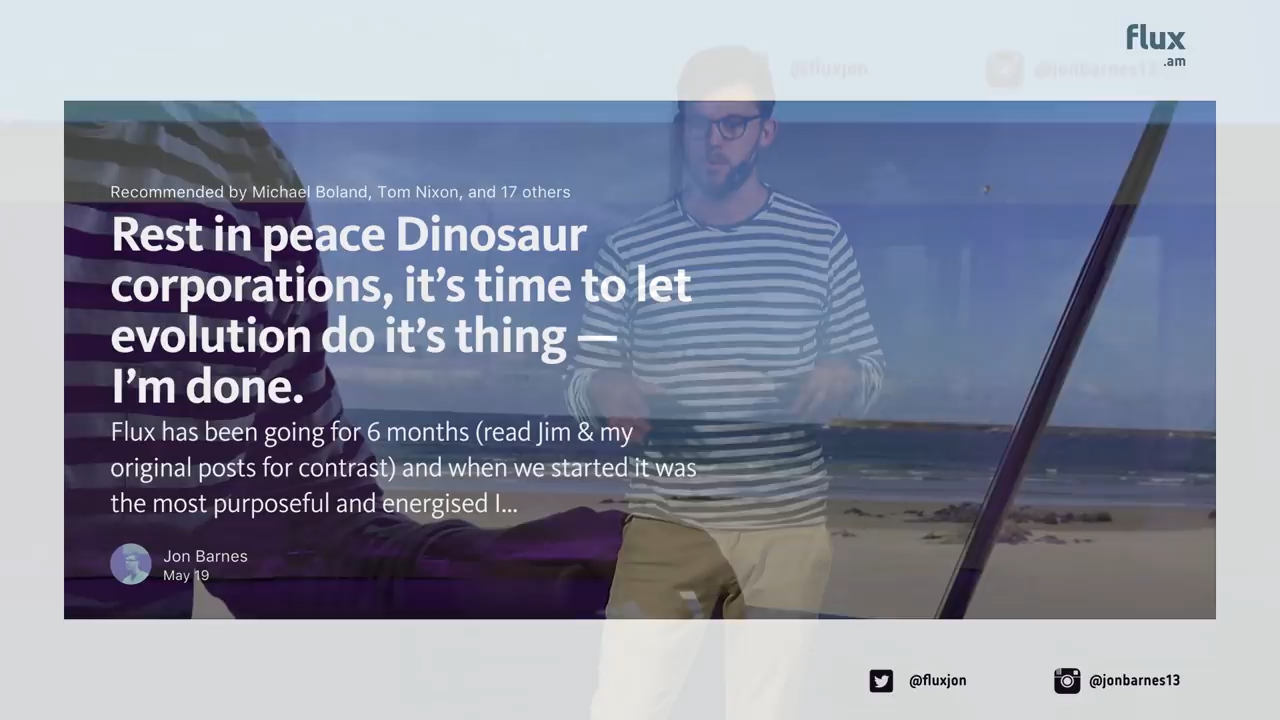 flux
.am
@fluxjon
@jonbarnes13
Recommended by Michael Boland, Tom Nixon, and 17 others
Rest in peace Dinosaur
corporations, it's time to let
evolution do it's thing —
I'm done.
Flux has been going for 6 months (read Jim & my
original posts for contrast) and when we started it was
the most purposeful and energised I...
Jon Barnes
May 19
@fluxjon
@jonbarnes13